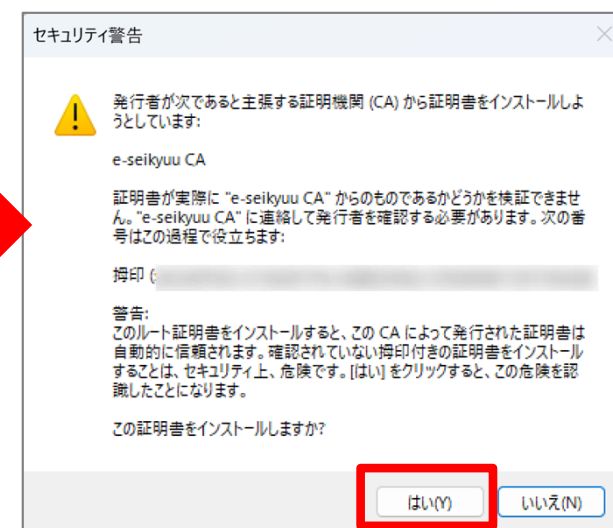 セキュリティ警告
発行者が次であると主張する証明機関 (CA) から証明書をインストールしよ
うとしています:
e-seikyuu CA
証明書が実際に "e-seikyuu CA" からのものであるかどうかを検証できませ
ん。"e-seikyuu CA" に連絡して発行者を確認する必要があります。次の番
号はこの過程で役立ちます:
拇印 (
警告:
このルート証明書をインストールすると、この CA によって発行された証明書は
自動的に信頼されます。確認されていない拇印付きの証明書をインストール
することは、セキュリティ上、危険です。[はい] をクリックすると、この危険を認
識したことになります。
この証明書をインストールしますか?
はい(Y)
いいえ(N)